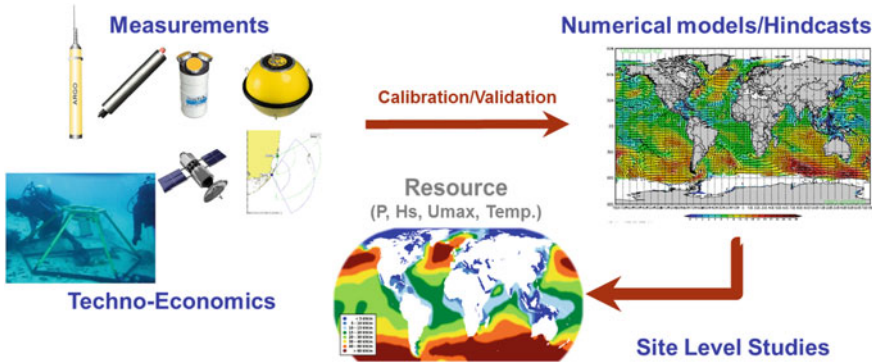 Measurements
Numerical models/Hindcasts
ARGO
Calibration/Validation
Resource
(P, Hs, Umax, Temp.)
Techno-Economics
Site Level Studies